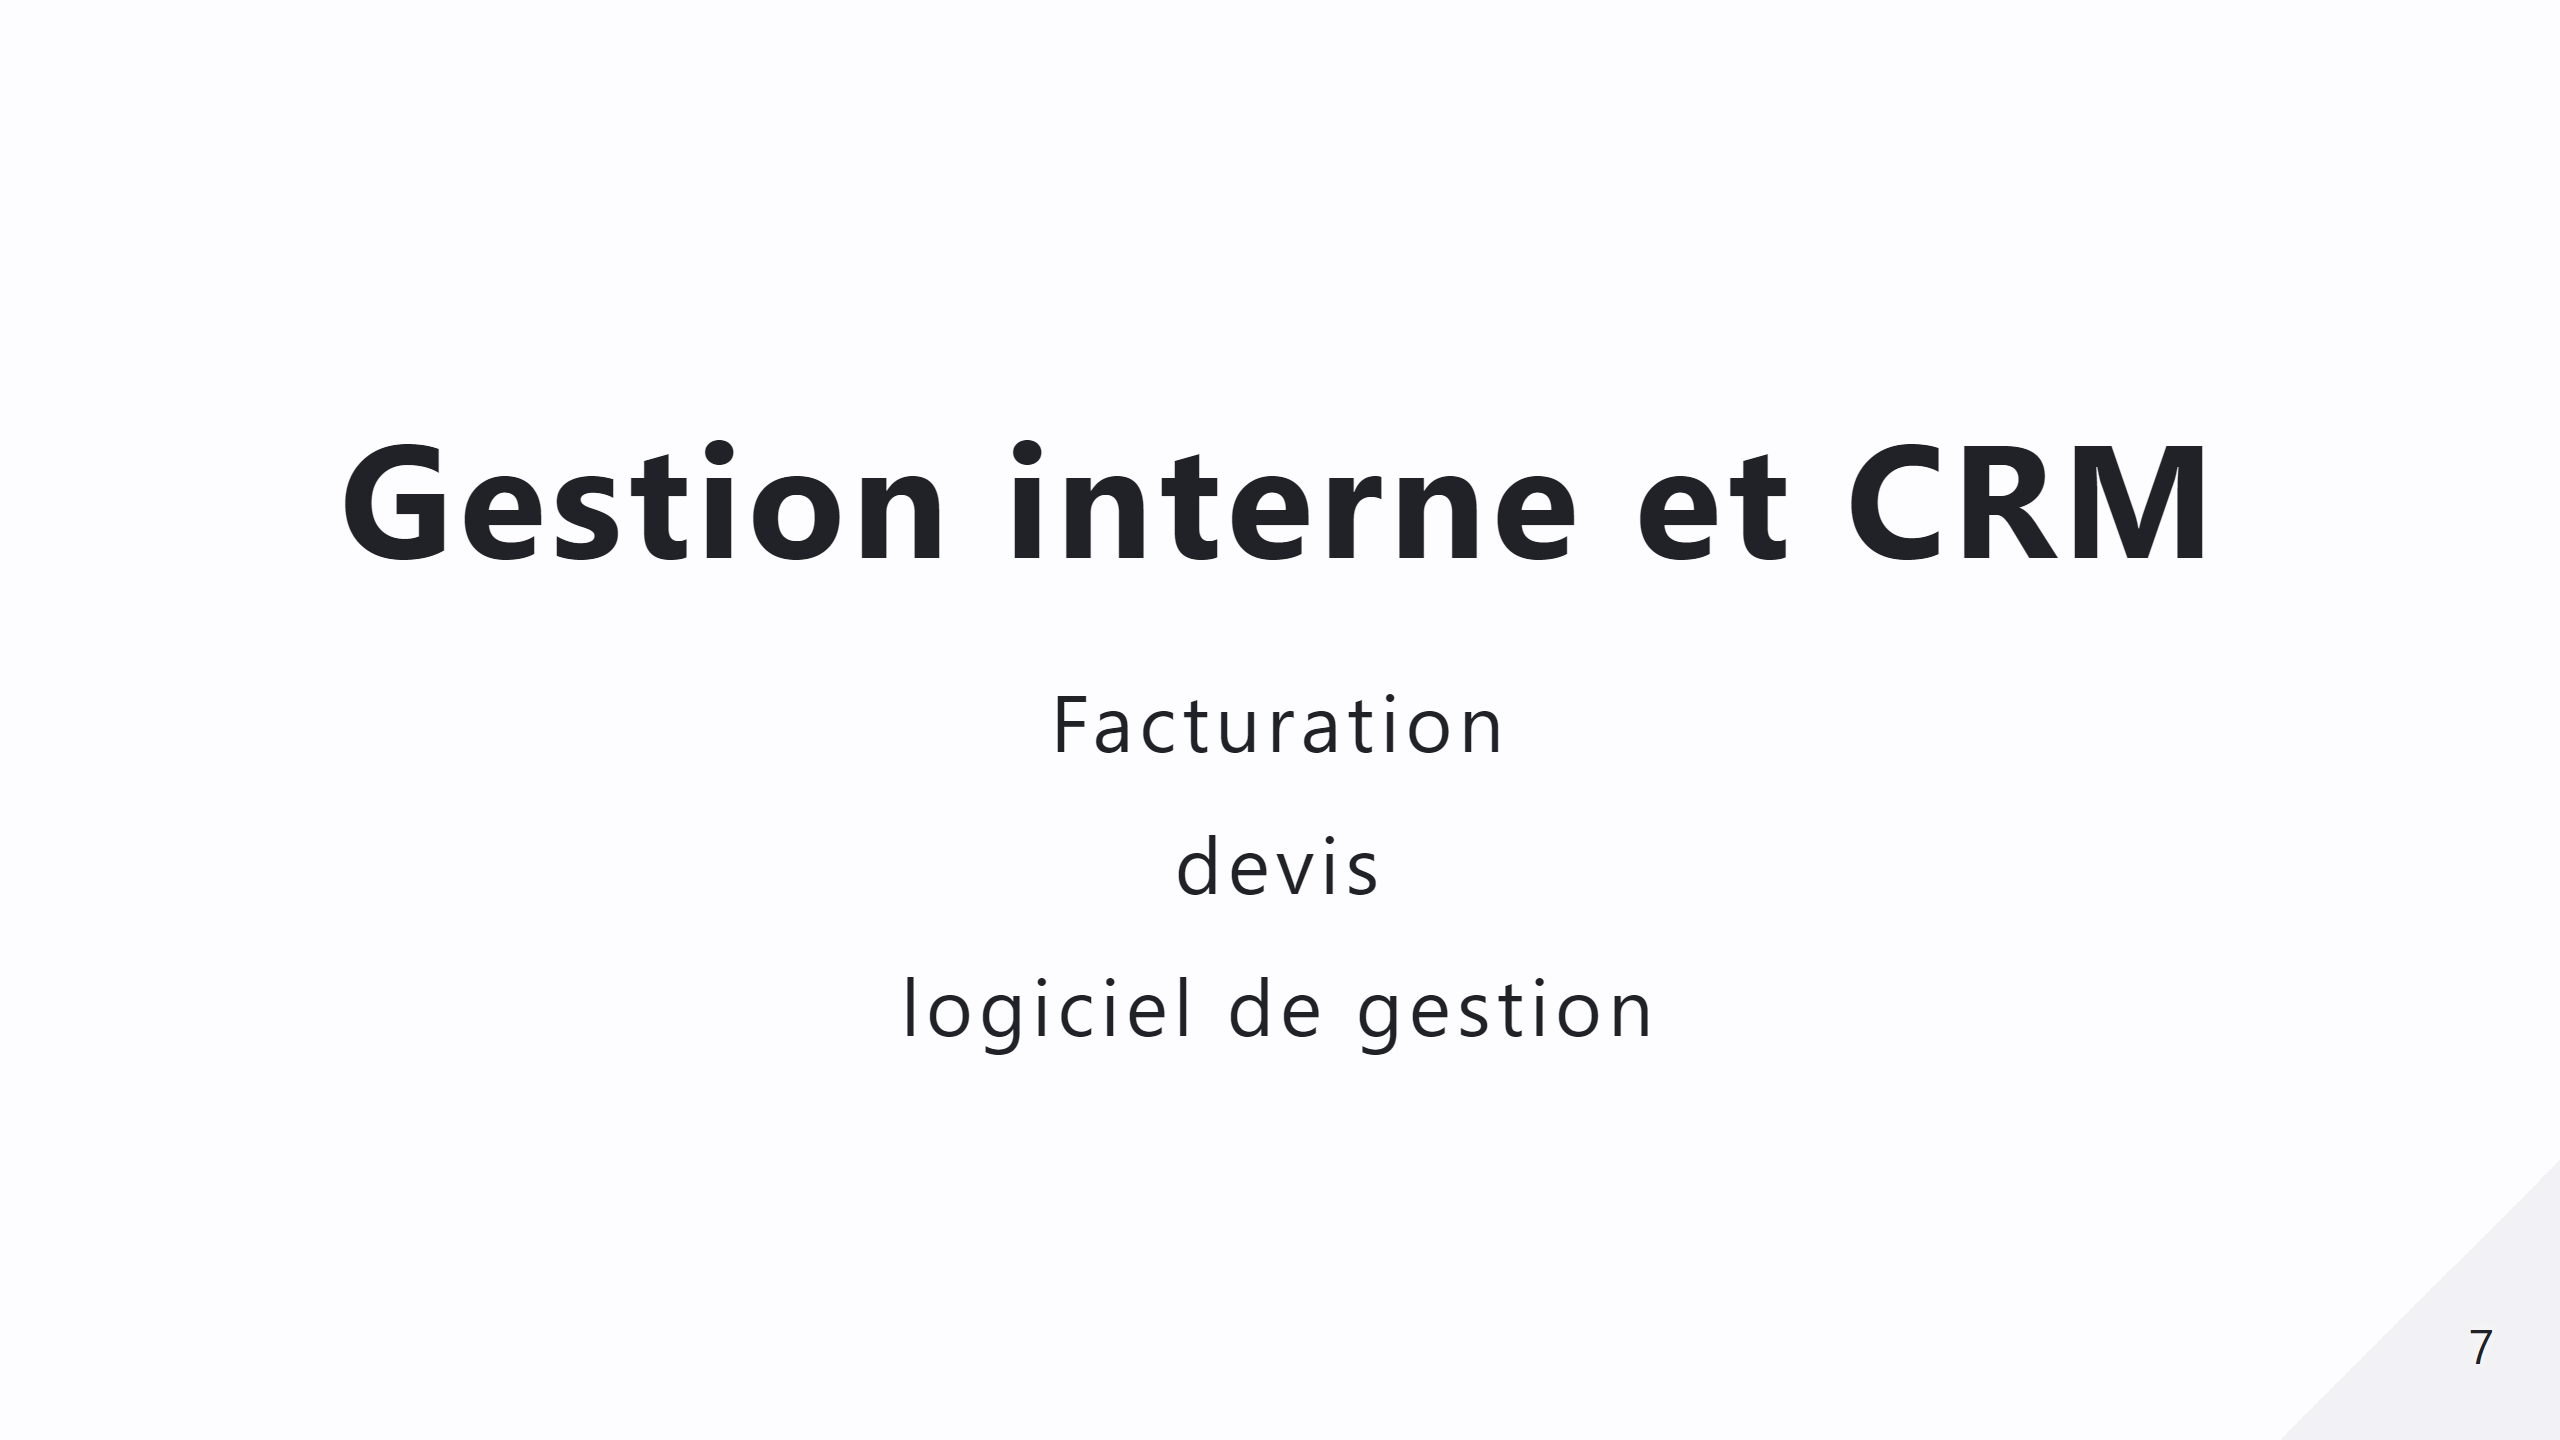 Gestion interne et CRM
Facturation
devis
logiciel de gestion
7